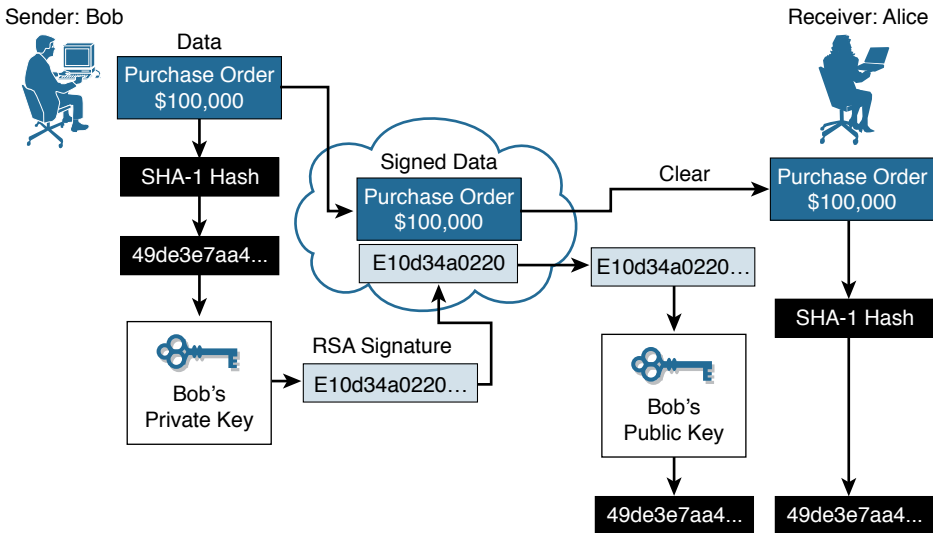 Sender: Bob
Receiver: Alice
Data
Purchase Order
$100,000
SHA-1 Hash
49de3e7aa4...
Bob's
Private Key
RSA Signature
E10d34a0220...
Signed Data
Purchase Order
$100,000
E10d34a0220
Clear
E10d34a0220...
Bob's
Public Key
49de3e7aa4...
Purchase Order
$100,000
SHA-1 Hash
49de3e7aa4...